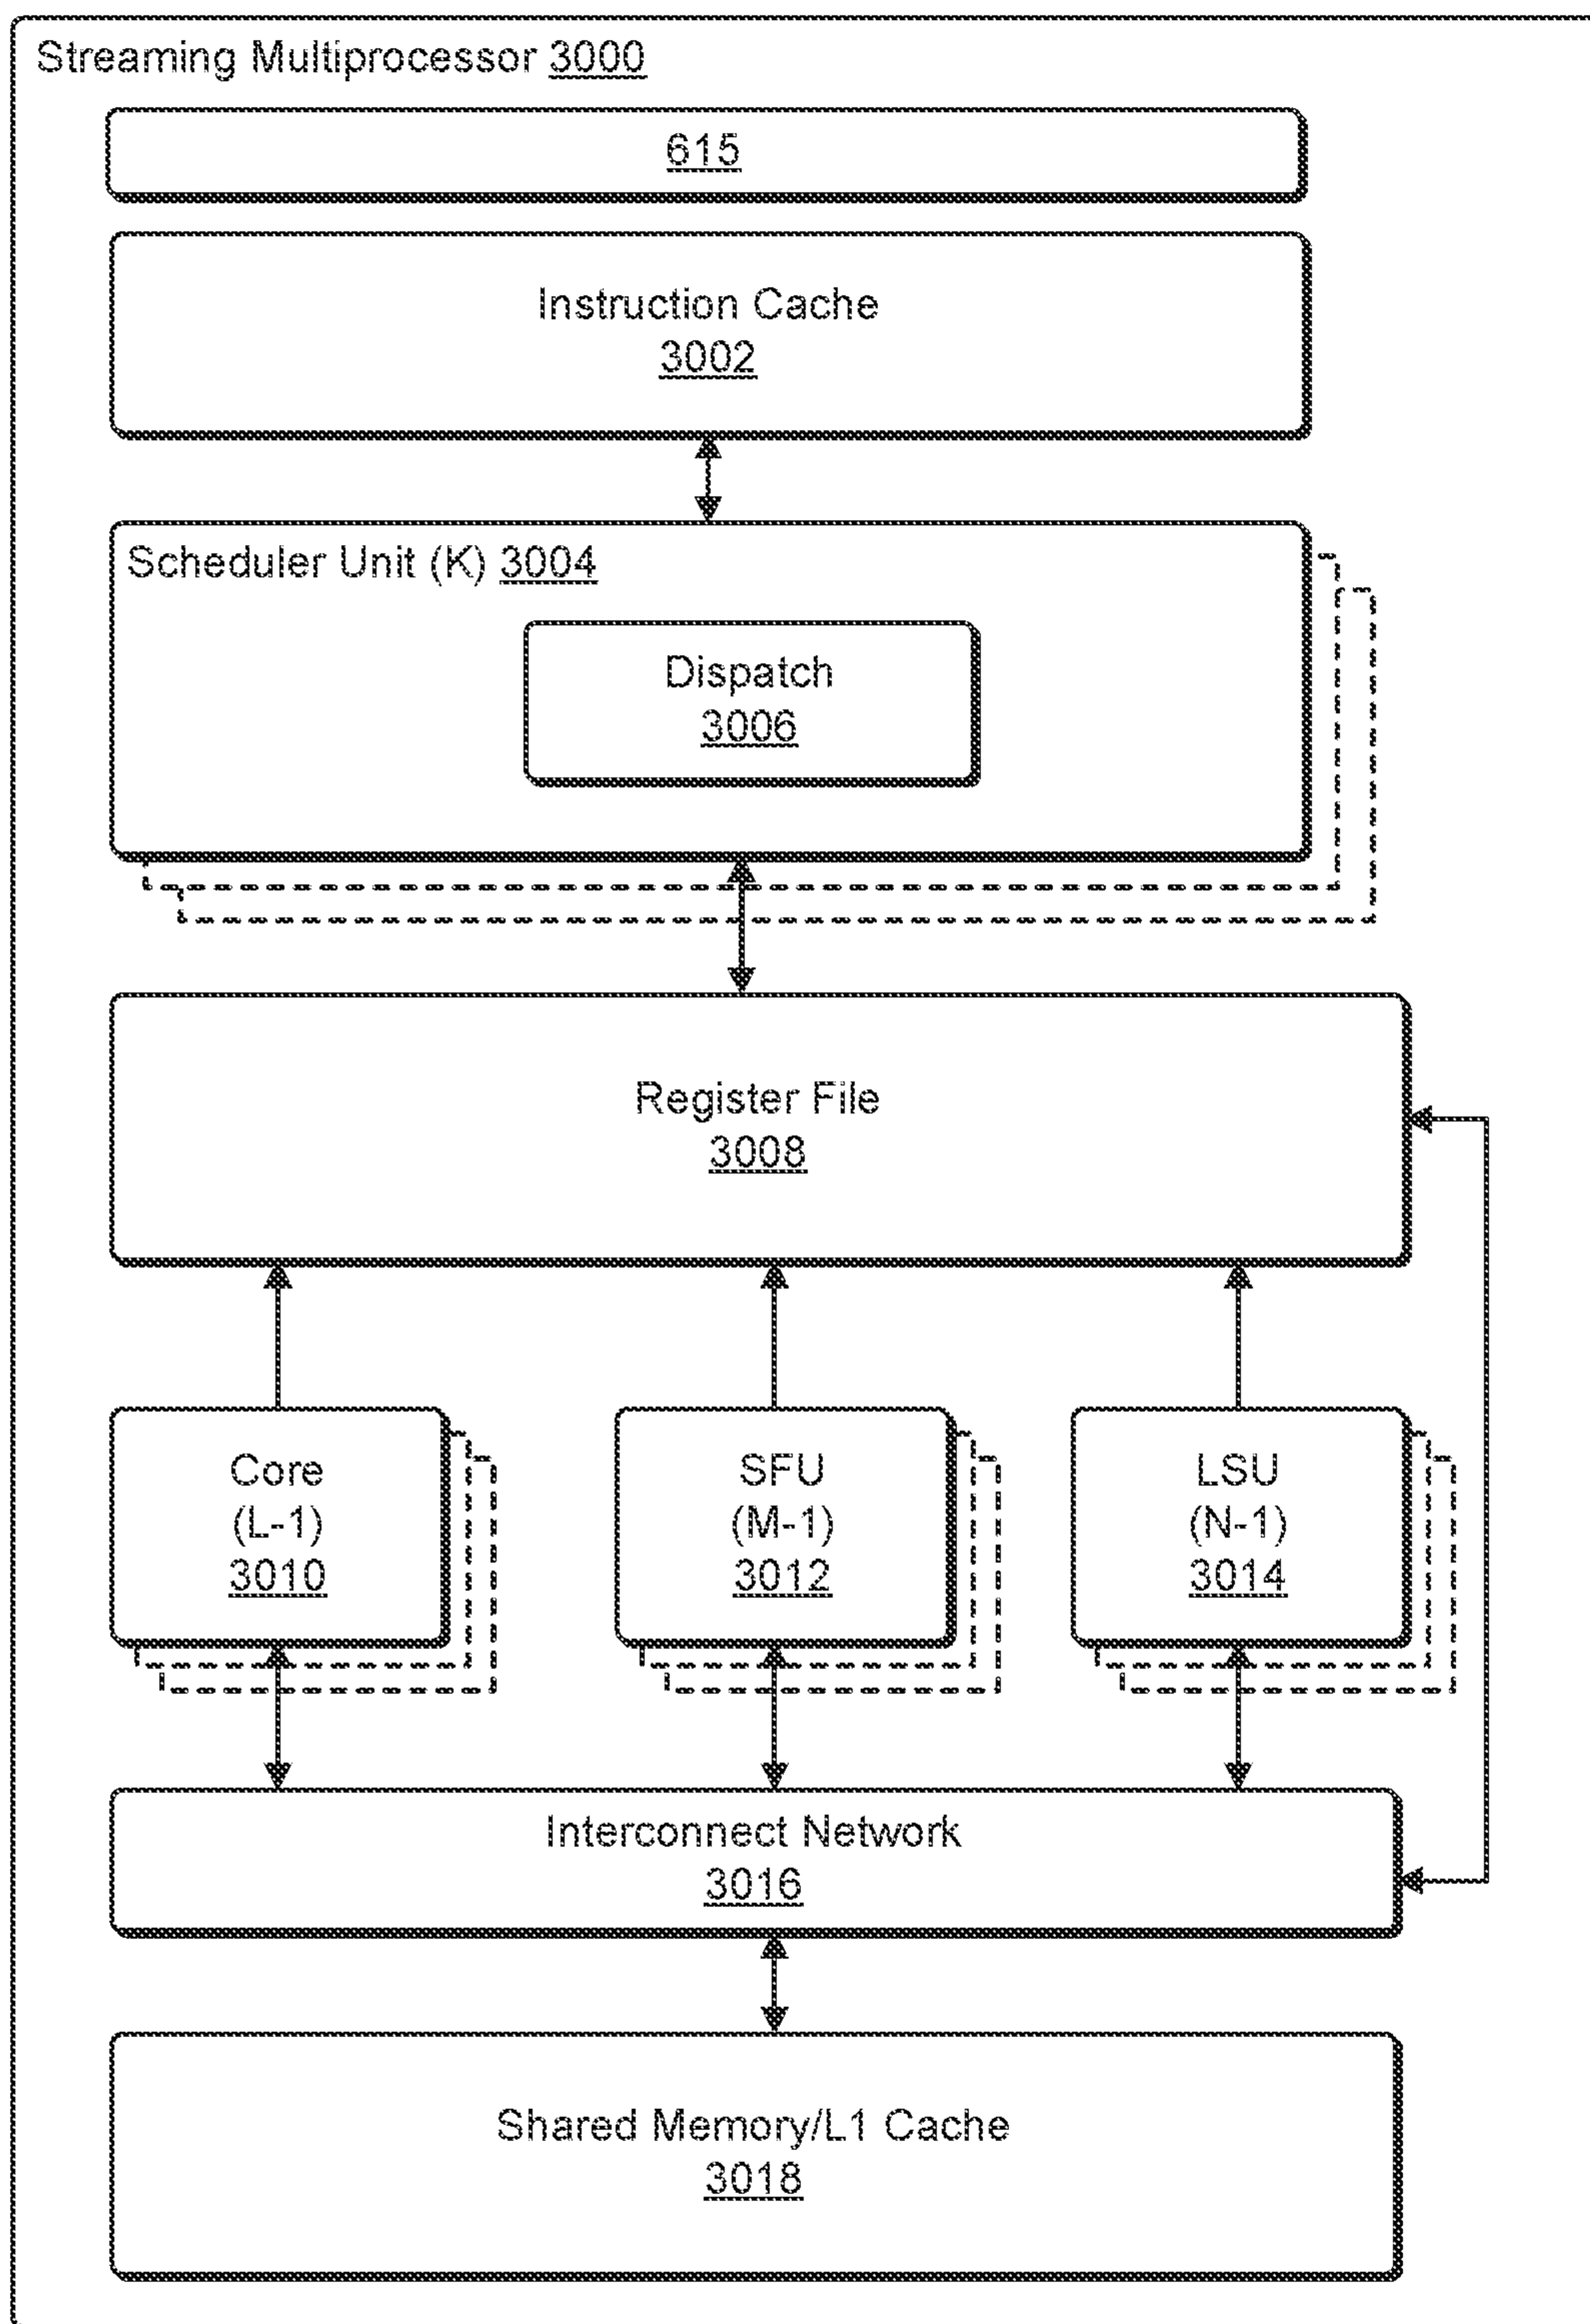 Streaming Multiprocessor 3000
615
Instruction Cache
3002
Scheduler Unit (K) 3004
Dispatch
3006
Register File
3008
Core
(L-1)
3010
SFU
(M-1)
3012
LSU
(N-1)
3014
Interconnect Network
3016
Shared Memory/L1 Cache
3018